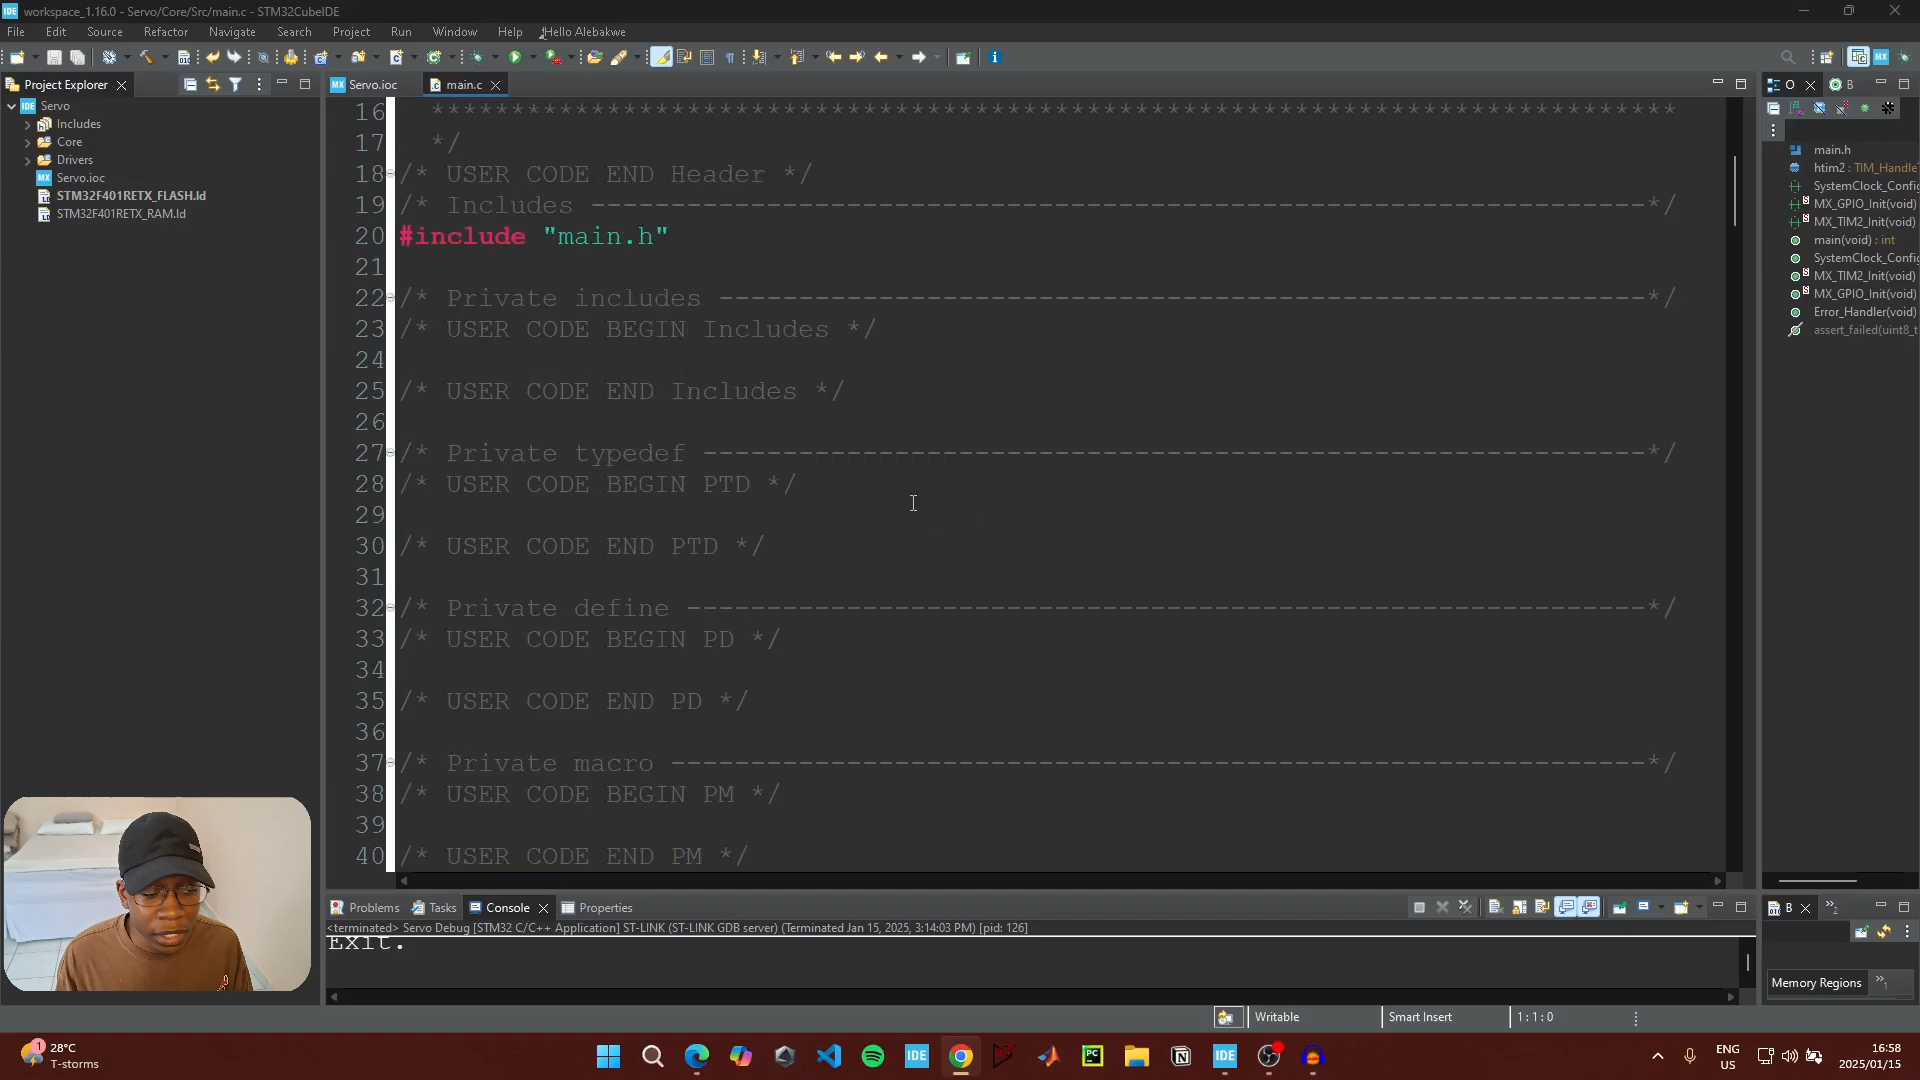 workspace_1.16.0 - Servo/Core/Src/main.c - STM32CubeIDE
File Edit Source Refactor Navigate Search Project Run Window Help Hello Alebakwe
Project Explorer
Servo
Includes
Core
Drivers
Servo.ioc
STM32F401RETX_FLASH.ld
STM32F401RETX_RAM.ld
Servo.ioc main.c
16 ******************************************************************************
17 */
18 /* USER CODE END Header */
19 /* Includes ------------------------------------------------------------------*/
20 #include "main.h"
21
22 /* Private includes ----------------------------------------------------------*/
23 /* USER CODE BEGIN Includes */
24
25 /* USER CODE END Includes */
26
27 /* Private typedef -----------------------------------------------------------*/
28 /* USER CODE BEGIN PTD */
29
30 /* USER CODE END PTD */
31
32 /* Private define ------------------------------------------------------------*/
33 /* USER CODE BEGIN PD */
34
35 /* USER CODE END PD */
36
37 /* Private macro -------------------------------------------------------------*/
38 /* USER CODE BEGIN PM */
39
40 /* USER CODE END PM */
O B
main.h
htim2 : TIM_Handle
SystemClock_Config
MX_GPIO_Init(void)
MX_TIM2_Init(void)
main(void) : int
SystemClock_Config
MX_TIM2_Init(void)
MX_GPIO_Init(void)
Error_Handler(void)
assert_failed(uint8_t
Problems Tasks Console Properties
<terminated> Servo Debug [STM32 C/C++ Application] ST-LINK (ST-LINK GDB server) (Terminated Jan 15, 2025, 3:14:03 PM) [pid: 126]
Exit.
B
Memory Regions
Writable Smart Insert 1 : 1 : 0
28°C
T-storms
ENG
US
16:58
2025/01/15